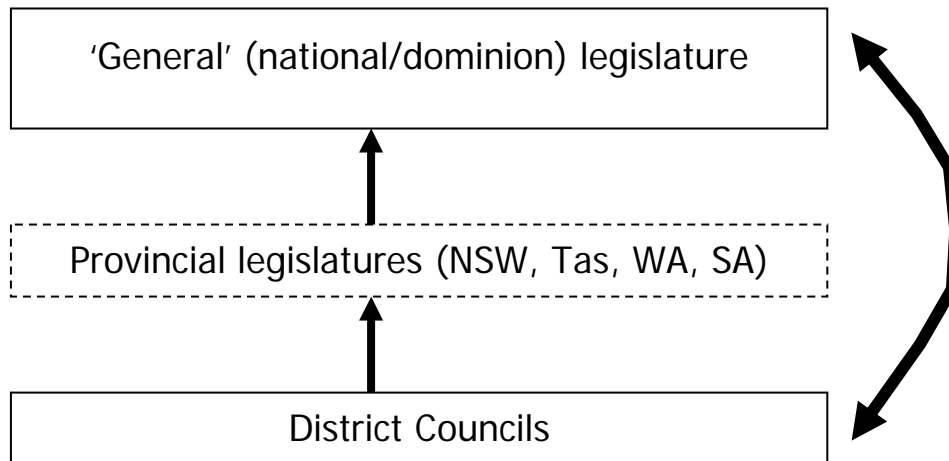 ‘General’ (national/dominion) legislature
Provincial legislatures (NSW, Tas, WA, SA)
District Councils